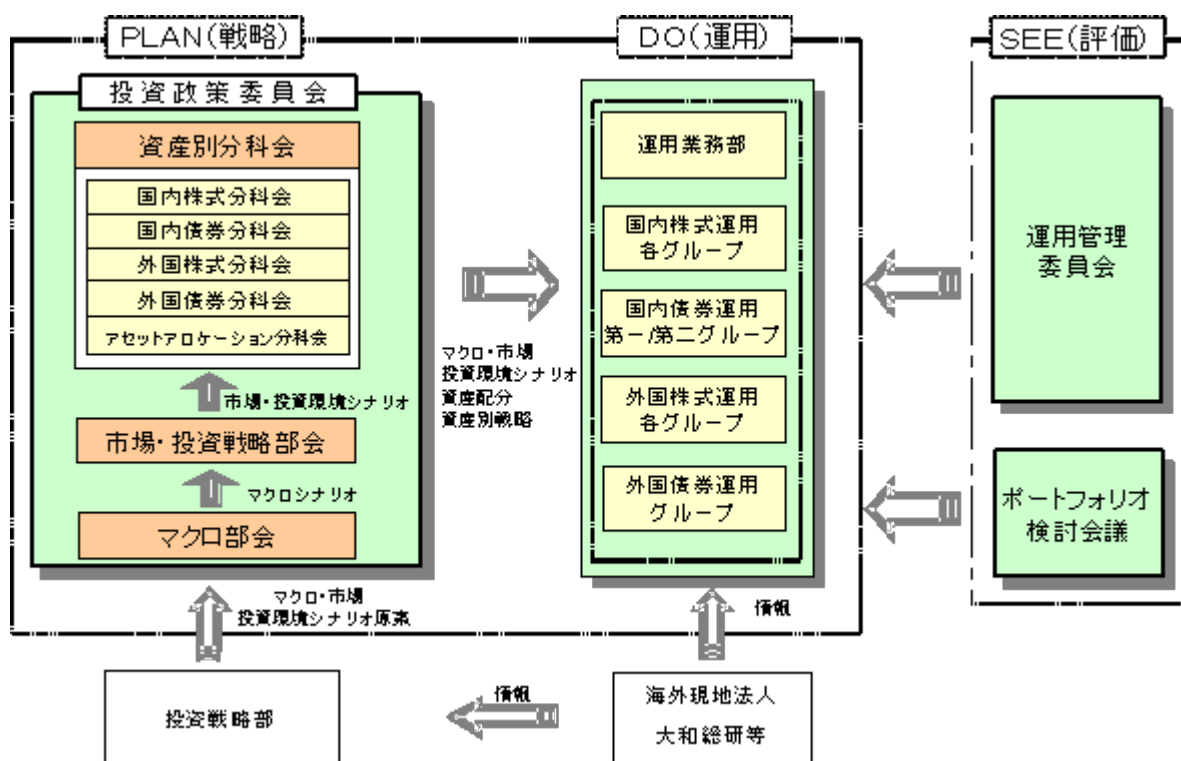 PLAN(戦略)
投資政策委員会
資産別分科会
国内株式分科会
国内債券分科会
外国株式分科会
外国債券分科会
アセットアロケーション分科会
市場・投資環境シナリオ
市場・投資戦略部会
マクロシナリオ
マクロ部会
マクロ・市場
投資環境シナリオ原案
投資戦略部
マクロ・市場
投資環境シナリオ
資産配分
資産別戦略
DO(運用)
運用業務部
国内株式運用
各グループ
国内債券運用
第一/第二グループ
外国株式運用
各グループ
外国債券運用
グループ
情報
情報
海外現地法人
大和総研等
SEE(評価)
運用管理
委員会
ポートフォリオ
検討会議